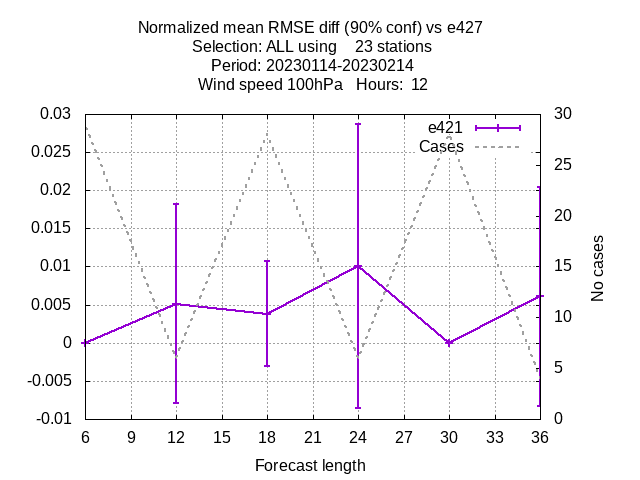 Normalized mean RMSE diff (90% conf) vs e427
Selection: ALL using    23 stations
Period: 20230114-20230214
Wind speed 100hPa   Hours:  12
0.03
0.025
0.02
0.015
0.01
0.005
0
-0.005
-0.01
30
25
20
15
10
5
0
e421
Cases
No cases
6 9 12 15 18 21 24 27 30 33 36
Forecast length